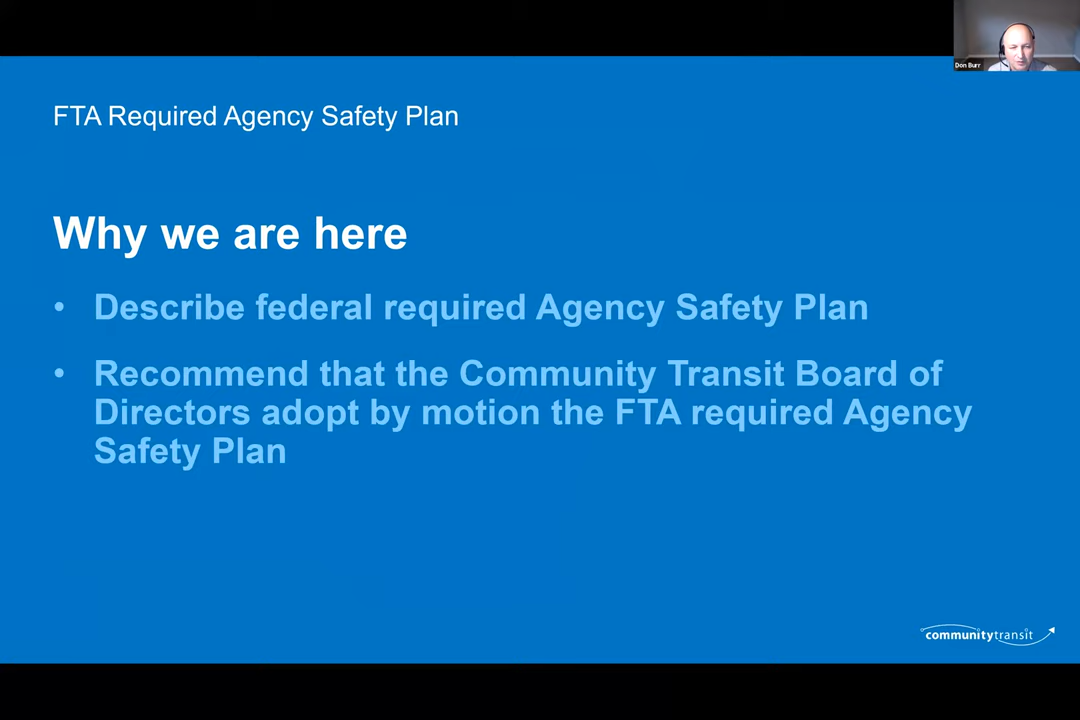 Don Burr
FTA Required Agency Safety Plan
Why we are here
• Describe federal required Agency Safety Plan
• Recommend that the Community Transit Board of
Directors adopt by motion the FTA required Agency
Safety Plan
communitytransit